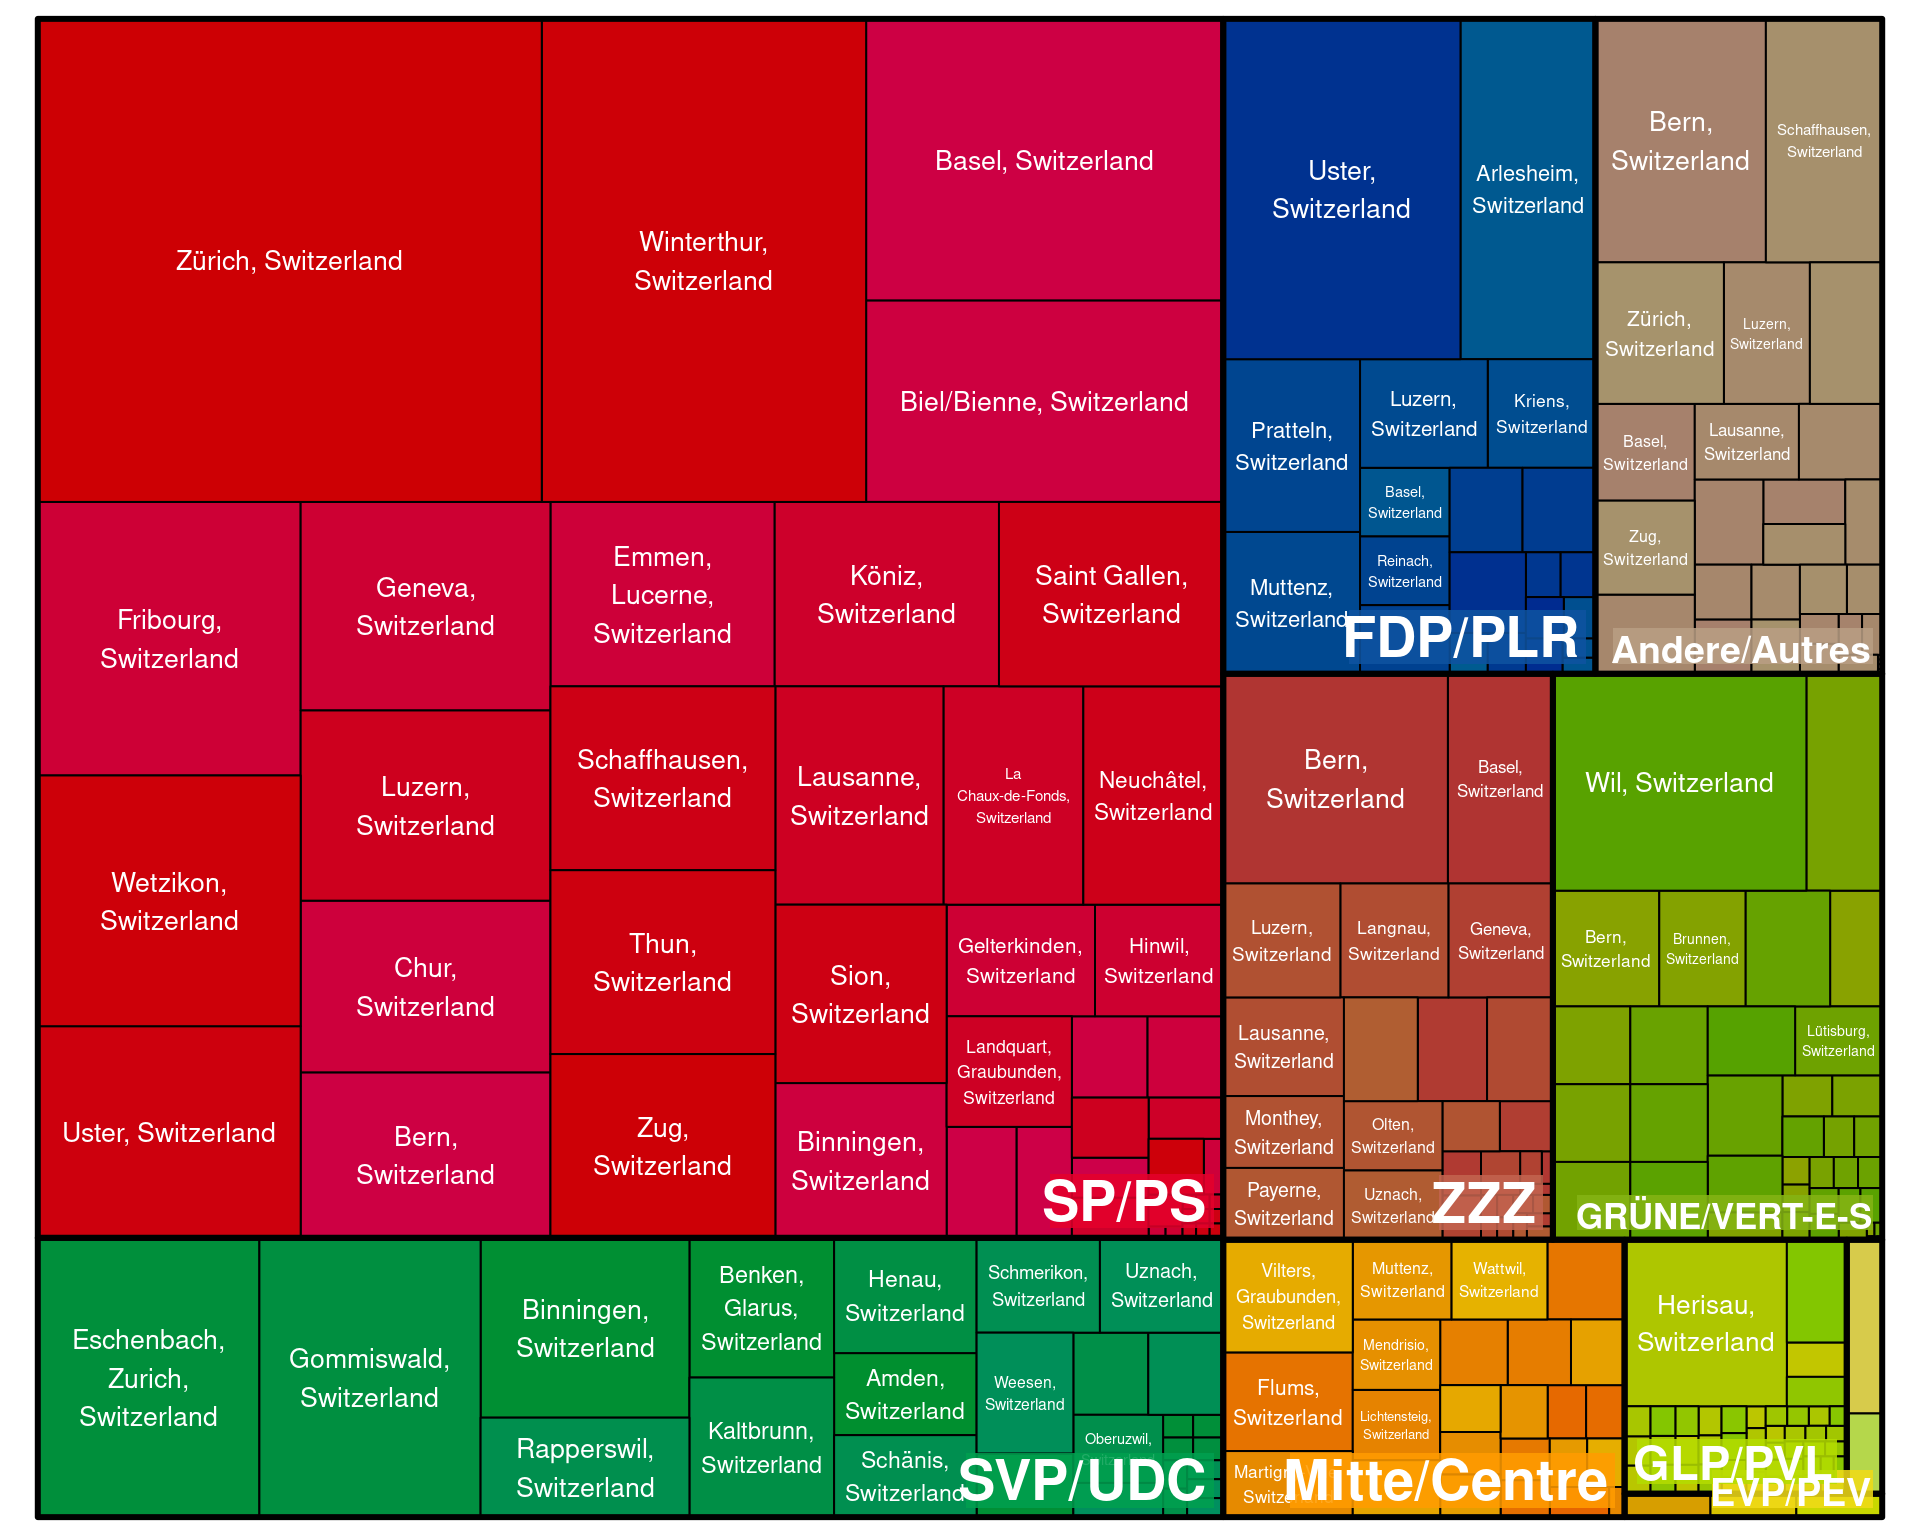 Zürich, Switzerland
Winterthur,
Switzerland
Basel, Switzerland
Biel/Bienne, Switzerland
Fribourg,
Switzerland
Geneva,
Switzerland
Emmen,
Lucerne,
Switzerland
Köniz,
Switzerland
Saint Gallen,
Switzerland
Wetzikon,
Switzerland
Luzern,
Switzerland
Schaffhausen,
Switzerland
Lausanne,
Switzerland
La
Chaux-de-Fonds,
Switzerland
Neuchâtel,
Switzerland
Uster, Switzerland
Chur,
Switzerland
Thun,
Switzerland
Sion,
Switzerland
Gelterkinden,
Switzerland
Hinwil,
Switzerland
Landquart,
Graubunden,
Switzerland
Bern,
Switzerland
Zug,
Switzerland
Binningen,
Switzerland
SP/PS
Uster,
Switzerland
Arlesheim,
Switzerland
Pratteln,
Switzerland
Luzern,
Switzerland
Kriens,
Switzerland
Basel,
Switzerland
Reinach,
Switzerland
Muttenz,
Switzerland
FDP/PLR
Bern,
Switzerland
Schaffhausen,
Switzerland
Zürich,
Switzerland
Luzern,
Switzerland
Basel,
Switzerland
Lausanne,
Switzerland
Zug,
Switzerland
Andere/Autres
Bern,
Switzerland
Basel,
Switzerland
Luzern,
Switzerland
Langnau,
Switzerland
Geneva,
Switzerland
Lausanne,
Switzerland
Monthey,
Switzerland
Olten,
Switzerland
Payerne,
Switzerland
Uznach,
Switzerland
ZZZ
Wil, Switzerland
Bern,
Switzerland
Brunnen,
Switzerland
Lütisburg,
Switzerland
GRÜNE/VERT-E-S
Eschenbach,
Zurich,
Switzerland
Gommiswald,
Switzerland
Binningen,
Switzerland
Rapperswil,
Switzerland
Benken,
Glarus,
Switzerland
Kaltbrunn,
Switzerland
Henau,
Switzerland
Amden,
Switzerland
Schänis,
Switzerland
Schmerikon,
Switzerland
Uznach,
Switzerland
Weesen,
Switzerland
Oberuzwil,
SVP/UDC
Vilters,
Graubunden,
Switzerland
Muttenz,
Switzerland
Wattwil,
Switzerland
Mendrisio,
Switzerland
Flums,
Switzerland
Lichtensteig,
Switzerland
Mitte/Centre
Herisau,
Switzerland
GLP/PVL
EVP/PEV